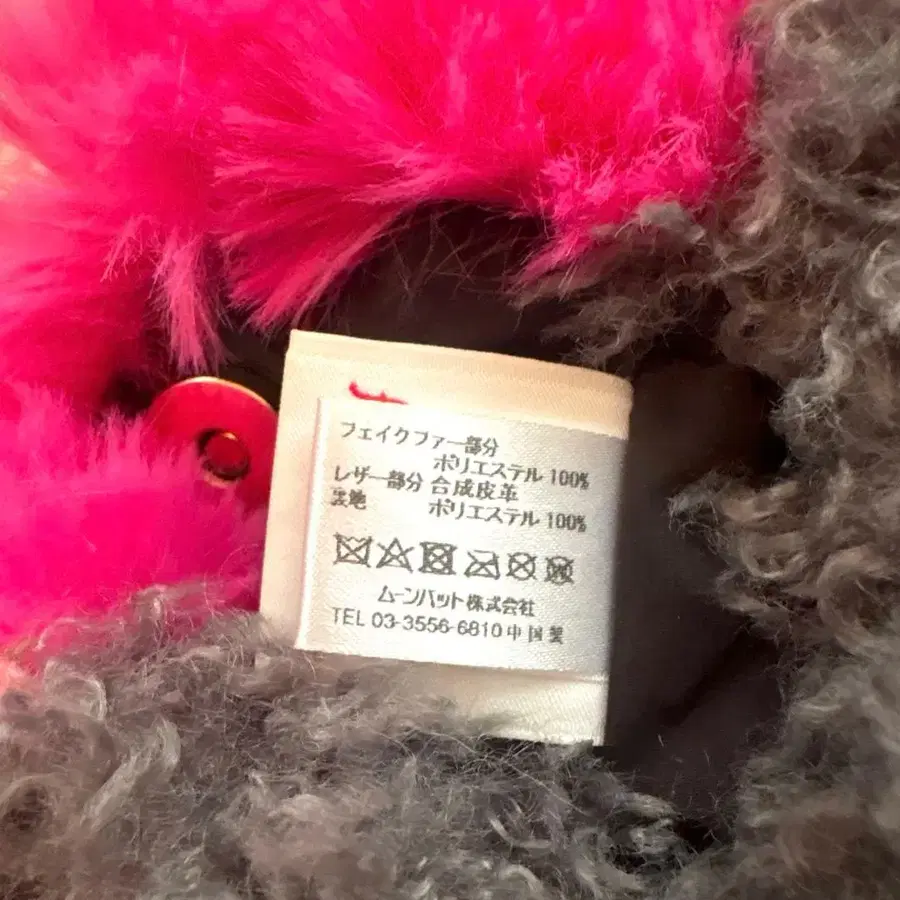 フェイクファー部分
ポリエステル 100%
レザー部分 合成皮革
裏地 ポリエステル 100%
ムーンバット株式会社
TEL 03-3556-6810 中国製